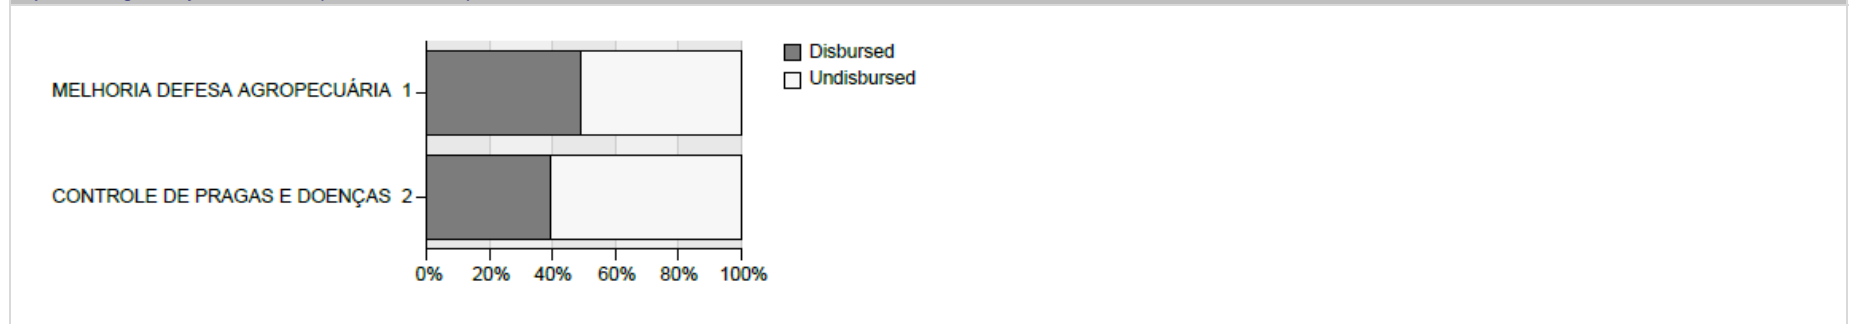 MELHORIA DEFESA AGROPECUÁRIA 1
CONTROLE DE PRAGAS E DOENÇAS 2
0% 20% 40% 60% 80% 100%
Disbursed
Undisbursed